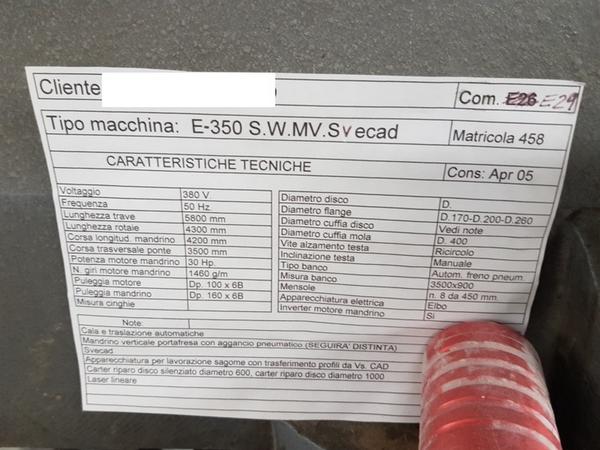 Cliente
Com. E26 E29
Tipo macchina: E-350 S.W.MV.Svecad
Matricola 458
CARATTERISTICHE TECNICHE
Cons: Apr 05
Voltaggio 380 V
Frequenza 50 Hz.
Lunghezza trave 5800 mm
Lunghezza rotaie 4300 mm
Corsa longitud. mandrino 4200 mm
Corsa trasversale ponte 3500 mm
Potenza motore mandrino 30 Hp.
N. giri motore mandrino 1460 g/m
Puleggia motore Dp. 100 x 6B
Puleggia mandrino Dp. 160 x 6B
Misura cinghie
Diametro disco D.
Diametro flange D.170-D.200-D.260
Diametro cuffia disco Vedi note
Diametro cuffia mola D. 400
Vite alzamento testa Ricircolo
Inclinazione testa Manuale
Tipo banco Autom. freno pneum.
Misura banco 3500x900
Mensole n. 8 da 450 mm.
Apparecchiatura elettrica Elbo
Inverter motore mandrino Si
Note:
Cala e traslazione automatiche
Mandrino verticale portafresa con aggancio pneumatico (SEGUIRA' DISTINTA)
Svecad
Apparecchiatura per lavorazione sagome con trasferimento profili da Vs. CAD
Carter riparo disco silenziato diametro 600, carter riparo disco diametro 1000
Laser lineare